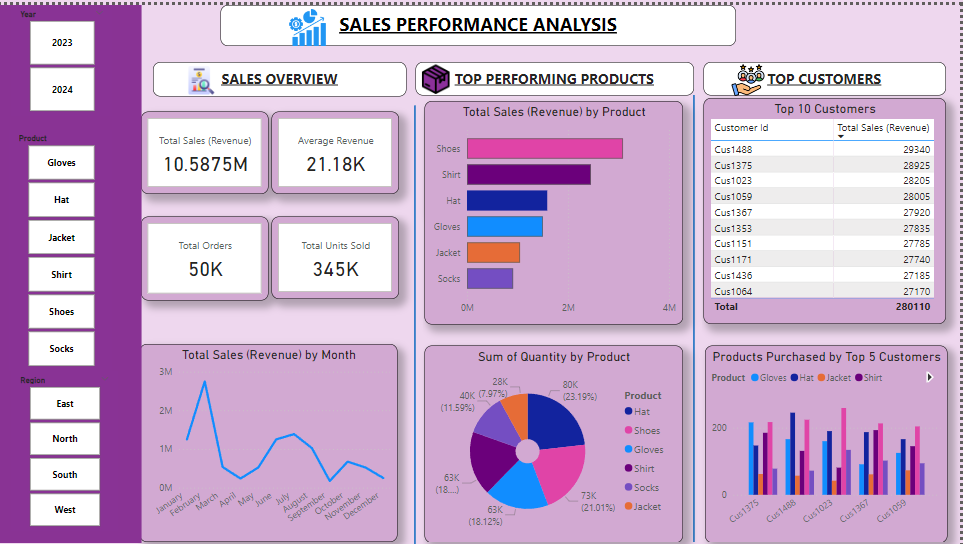 Year
2023
2024
Product
Gloves
Hat
Jacket
Shirt
Shoes
Socks
Region
East
North
South
West
SALES PERFORMANCE ANALYSIS
SALES OVERVIEW
Total Sales (Revenue)
10.5875M
Average Revenue
21.18K
Total Orders
50K
Total Units Sold
345K
Total Sales (Revenue) by Month
3M
2M
1M
0M
January
February
March
April
May
June
July
August
September
October
November
December
TOP PERFORMING PRODUCTS
Total Sales (Revenue) by Product
Shoes
Shirt
Hat
Gloves
Jacket
Socks
0M 2M 4M
Sum of Quantity by Product
80K
(23.19%)
73K
(21.01%)
63K
(18.12%)
63K
(18....)
40K
(11.59%)
28K
(7.97%)
Product
Hat
Shoes
Gloves
Shirt
Socks
Jacket
TOP CUSTOMERS
Top 10 Customers
Customer Id Total Sales (Revenue)
Cus1488 29340
Cus1375 28925
Cus1023 28205
Cus1059 28005
Cus1367 27920
Cus1353 27835
Cus1151 27785
Cus1171 27740
Cus1436 27185
Cus1064 27170
Total 280110
Products Purchased by Top 5 Customers
Product Gloves Hat Jacket Shirt
200
0
Cus1375
Cus1488
Cus1023
Cus1367
Cus1059